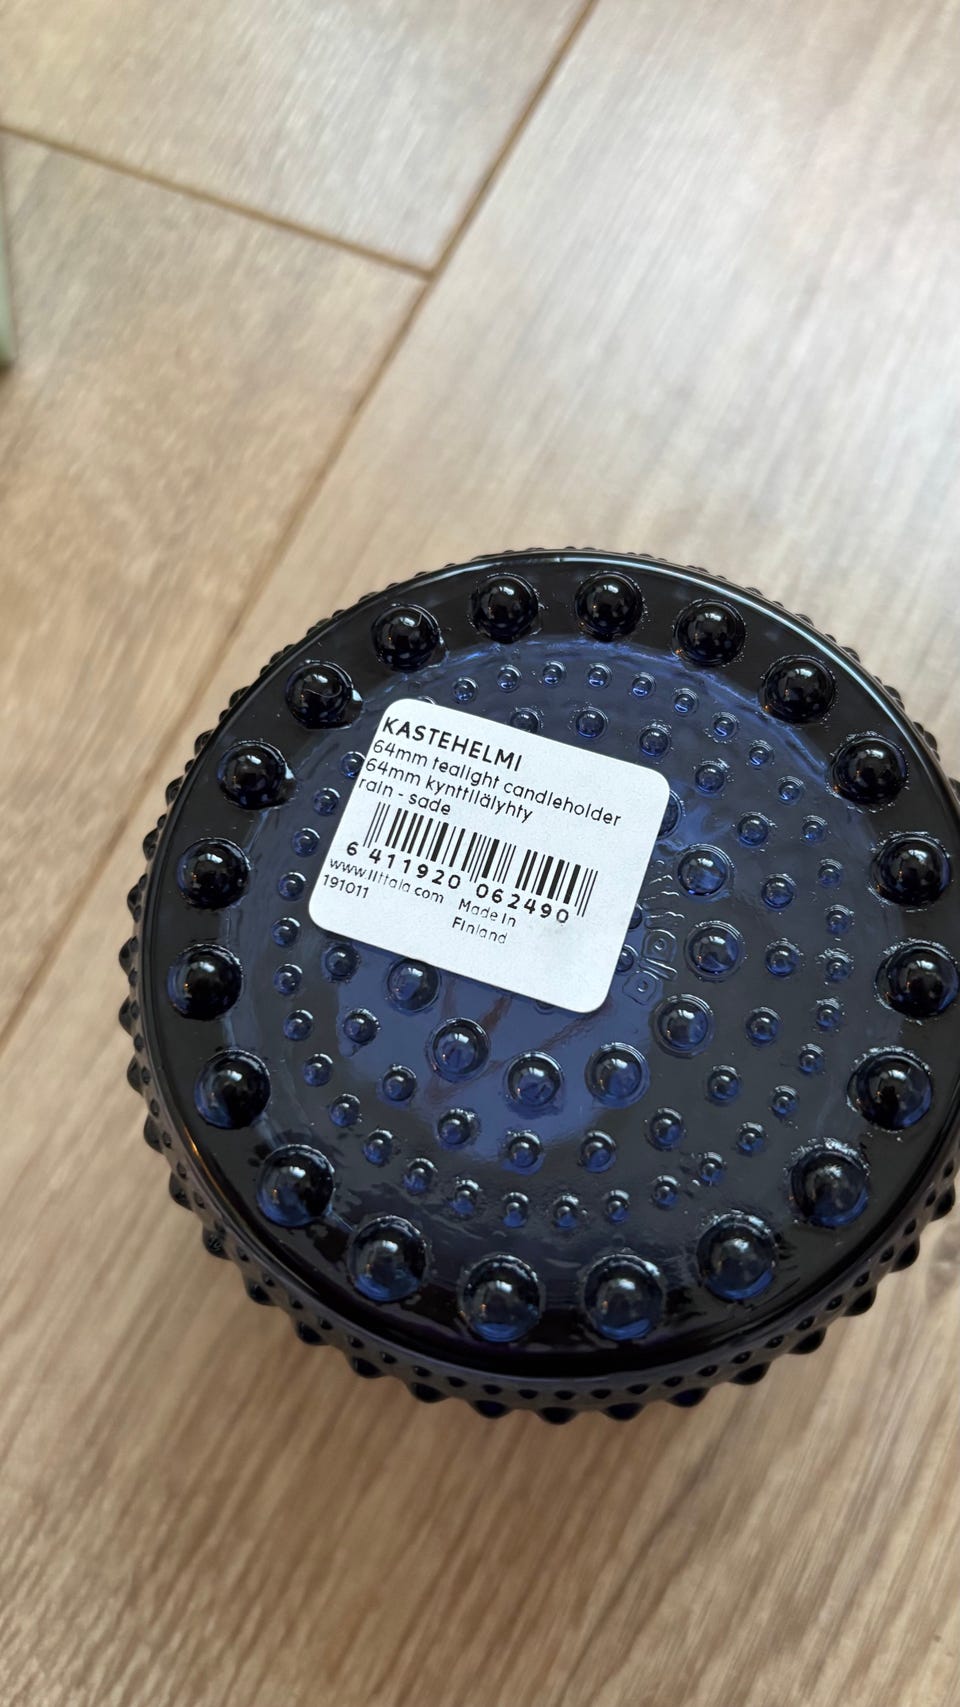 KASTEHELMI
64mm tealight candleholder
64mm kynttilälyhty
rain - sade
6 411920 062490
www.iittala.com Made in
191011 Finland